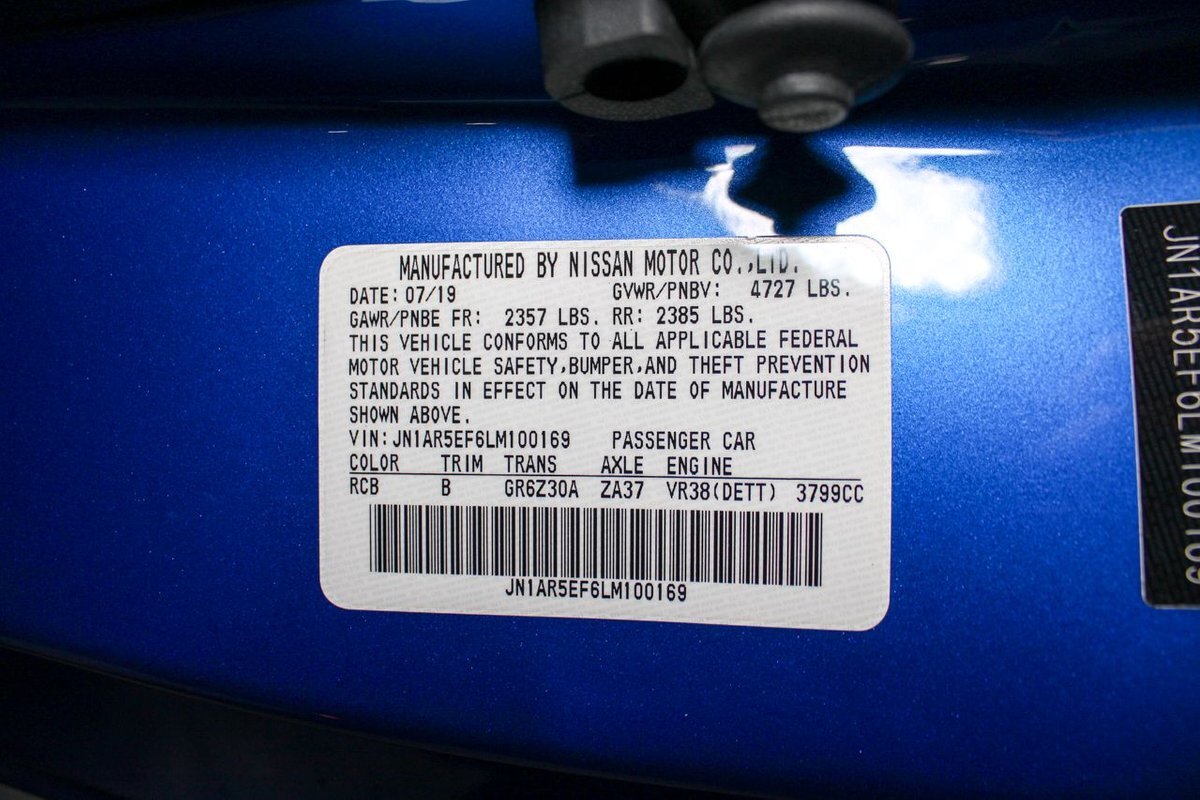 MANUFACTURED BY NISSAN MOTOR CO.,LTD.
DATE: 07/19 GVWR/PNBV: 4727 LBS.
GAWR/PNBE FR: 2357 LBS. RR: 2385 LBS.
THIS VEHICLE CONFORMS TO ALL APPLICABLE FEDERAL
MOTOR VEHICLE SAFETY,BUMPER,AND THEFT PREVENTION
STANDARDS IN EFFECT ON THE DATE OF MANUFACTURE
SHOWN ABOVE.
VIN: JN1AR5EF6LM100169 PASSENGER CAR
COLOR TRIM TRANS AXLE ENGINE
RCB B GR6Z30A ZA37 VR38(DETT) 3799CC
JN1AR5EF6LM100169
JN1AR5EF6LM100169